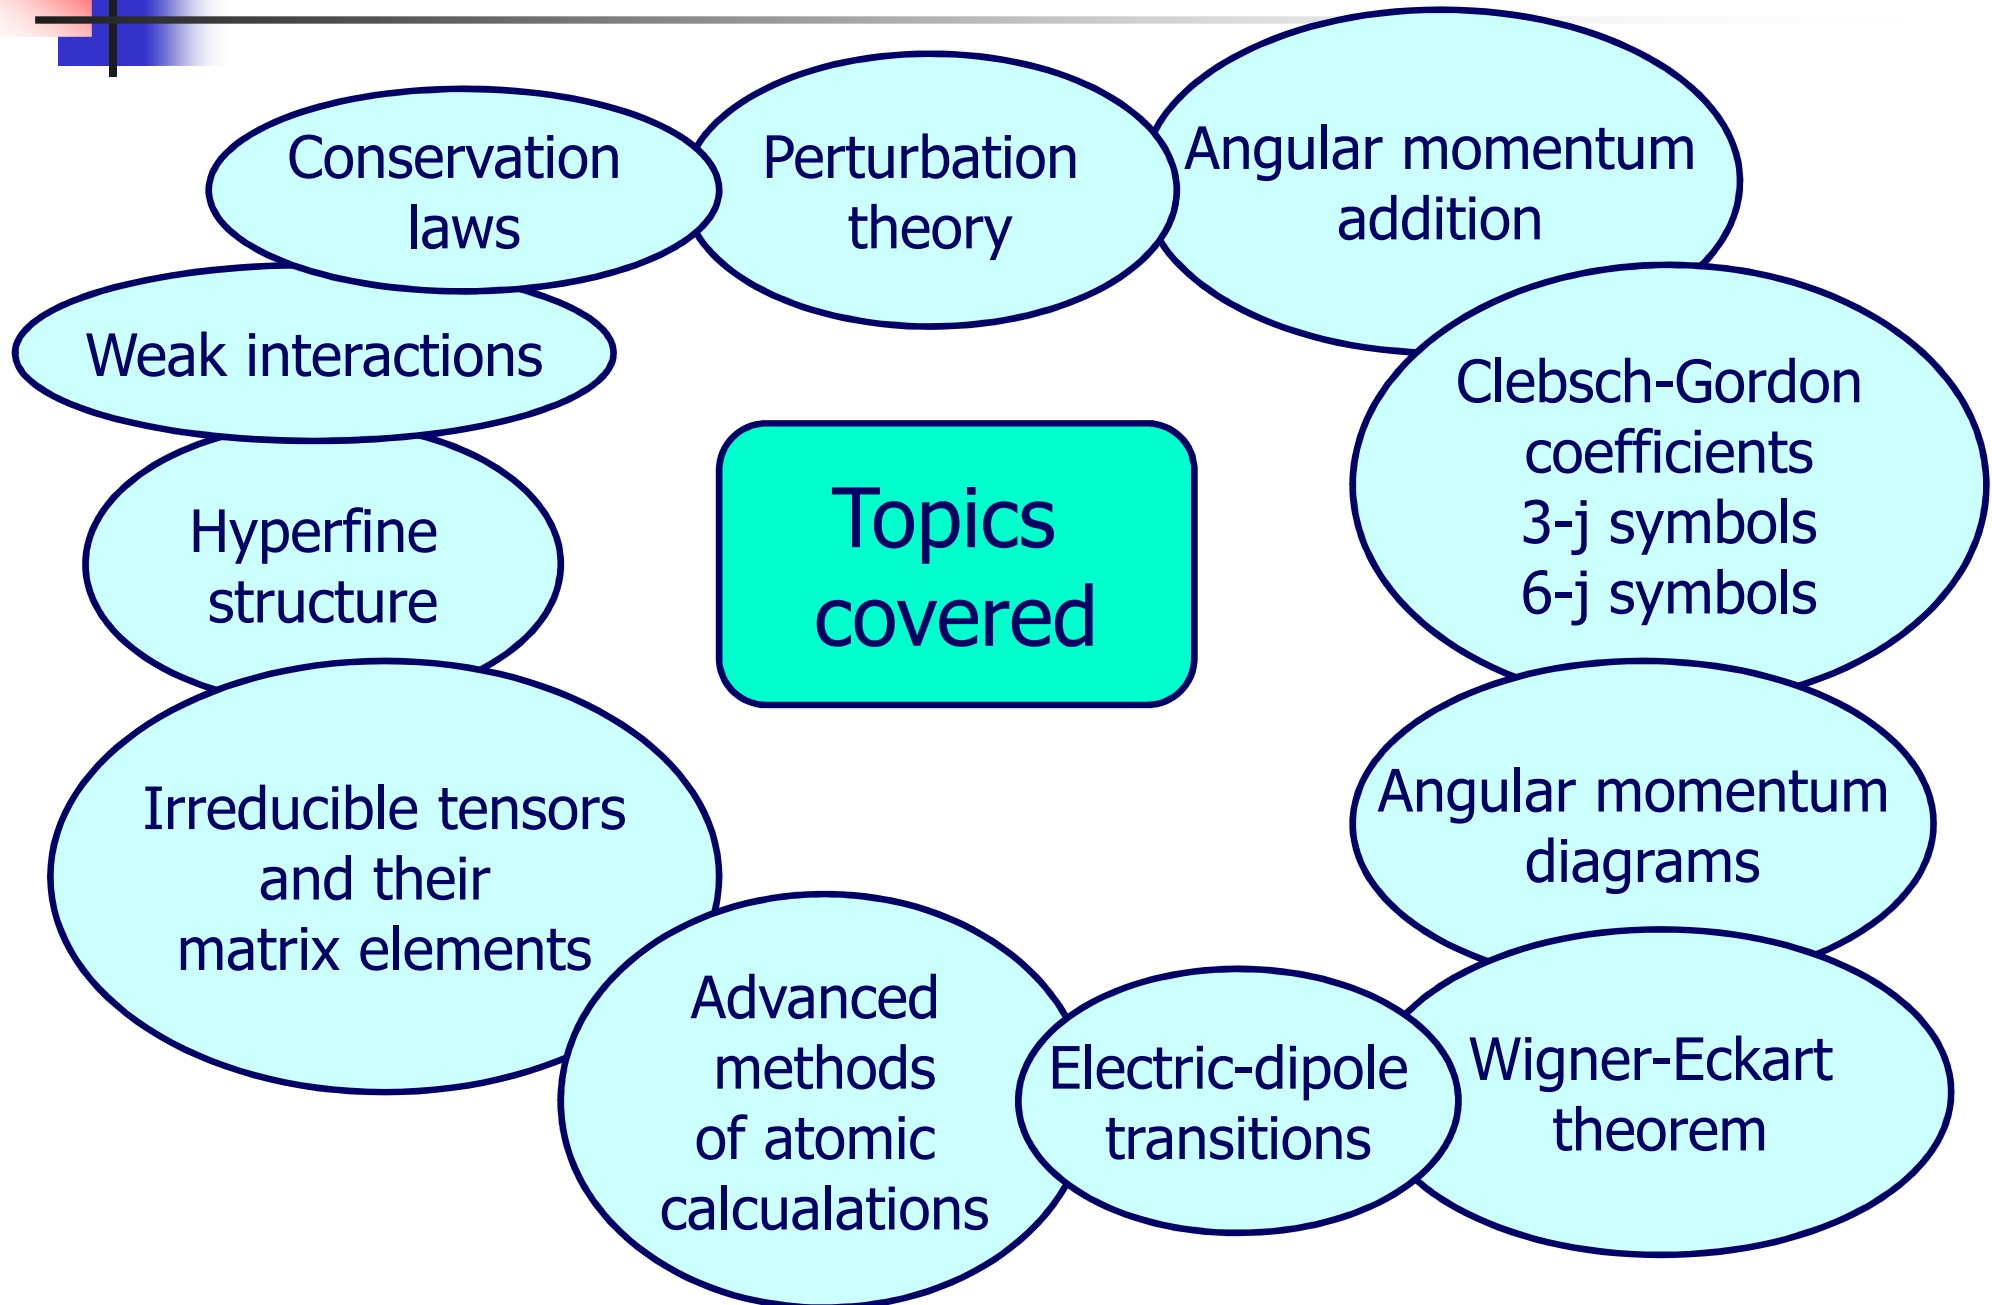 Conservation
laws
Perturbation
theory
Angular momentum
addition
Weak interactions
Clebsch-Gordon
coefficients
3-j symbols
6-j symbols
Topics
covered
Hyperfine
structure
Irreducible tensors
and their
matrix elements
Angular momentum
diagrams
Advanced
methods
of atomic
calcualations
Electric-dipole
transitions
Wigner-Eckart
theorem